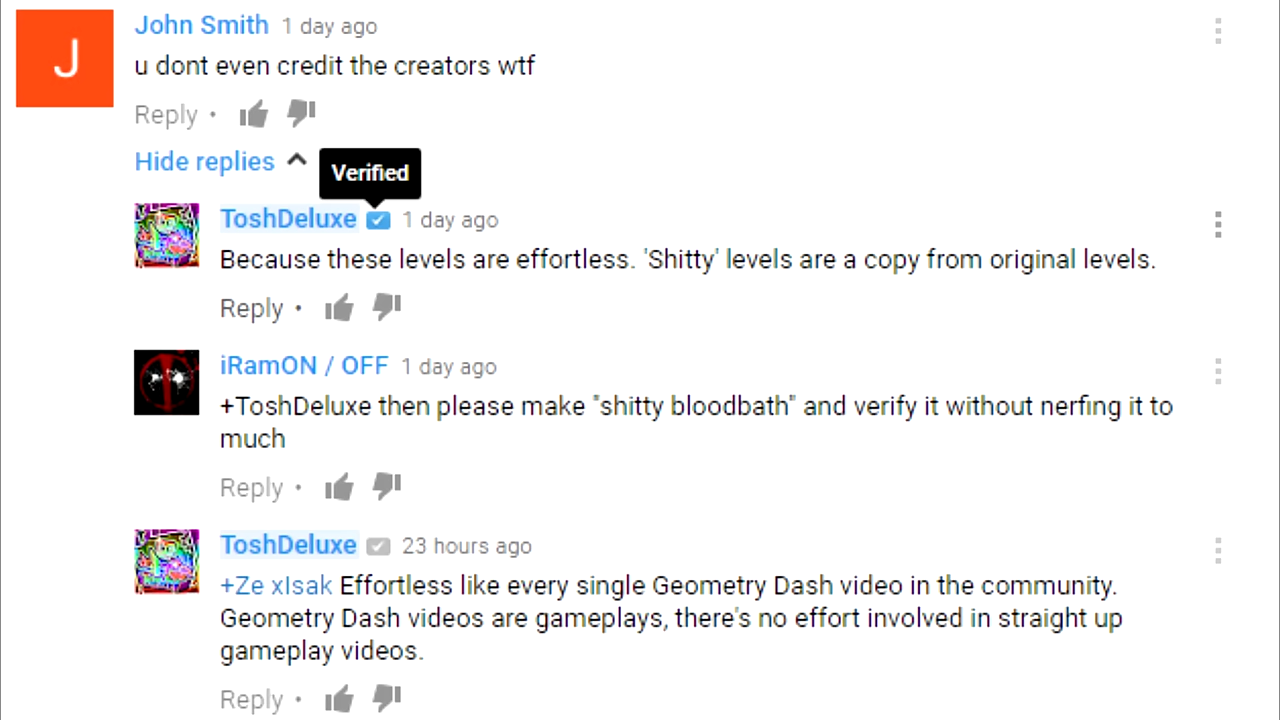 J
John Smith 1 day ago
u dont even credit the creators wtf
Reply •
Hide replies
Verified
ToshDeluxe 1 day ago
Because these levels are effortless. 'Shitty' levels are a copy from original levels.
Reply •
iRamON / OFF 1 day ago
+ToshDeluxe then please make "shitty bloodbath" and verify it without nerfing it to
much
Reply •
ToshDeluxe 23 hours ago
+Ze xIsak Effortless like every single Geometry Dash video in the community.
Geometry Dash videos are gameplays, there's no effort involved in straight up
gameplay videos.
Reply •